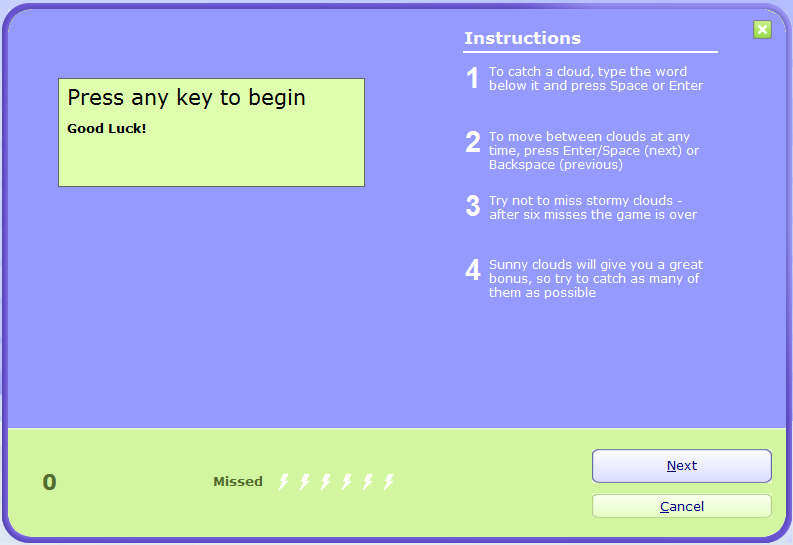 Press any key to begin
Good Luck!
Instructions
1 To catch a cloud, type the word
below it and press Space or Enter
2 To move between clouds at any
time, press Enter/Space (next) or
Backspace (previous)
3 Try not to miss stormy clouds -
after six misses the game is over
4 Sunny clouds will give you a great
bonus, so try to catch as many of
them as possible
0
Missed
Next
Cancel